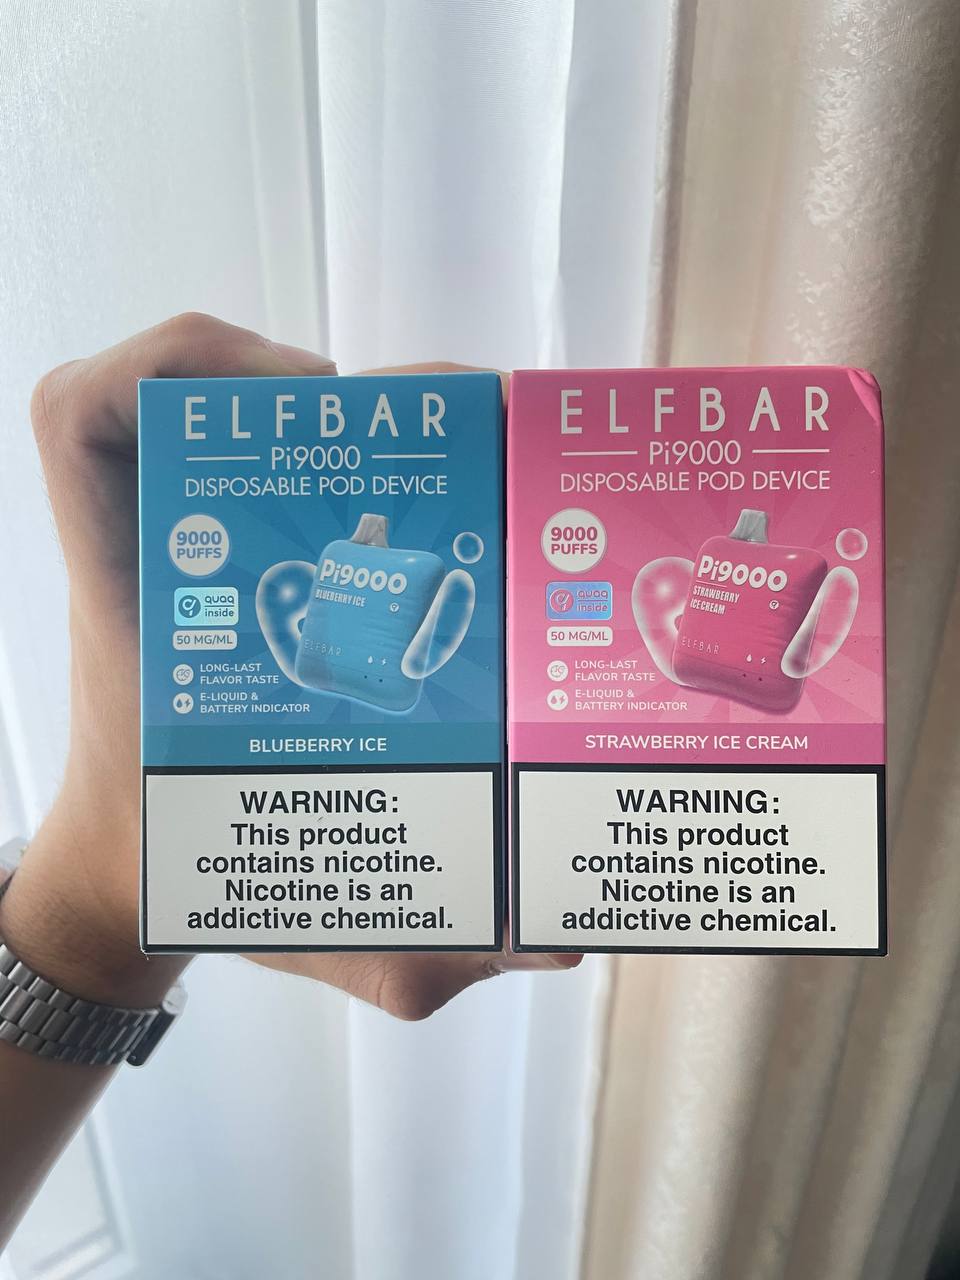 ELFBAR
Pi9000
DISPOSABLE POD DEVICE
9000
PUFFS
quaq
inside
50 MG/ML
LONG-LAST
FLAVOR TASTE
E-LIQUID &
BATTERY INDICATOR
Pi9000
BLUEBERRY ICE
ELFBAR
BLUEBERRY ICE
WARNING:
This product
contains nicotine.
Nicotine is an
addictive chemical.
ELFBAR
Pi9000
DISPOSABLE POD DEVICE
9000
PUFFS
quaq
inside
50 MG/ML
LONG-LAST
FLAVOR TASTE
E-LIQUID &
BATTERY INDICATOR
Pi9000
STRAWBERRY
ICE CREAM
ELFBAR
STRAWBERRY ICE CREAM
WARNING:
This product
contains nicotine.
Nicotine is an
addictive chemical.